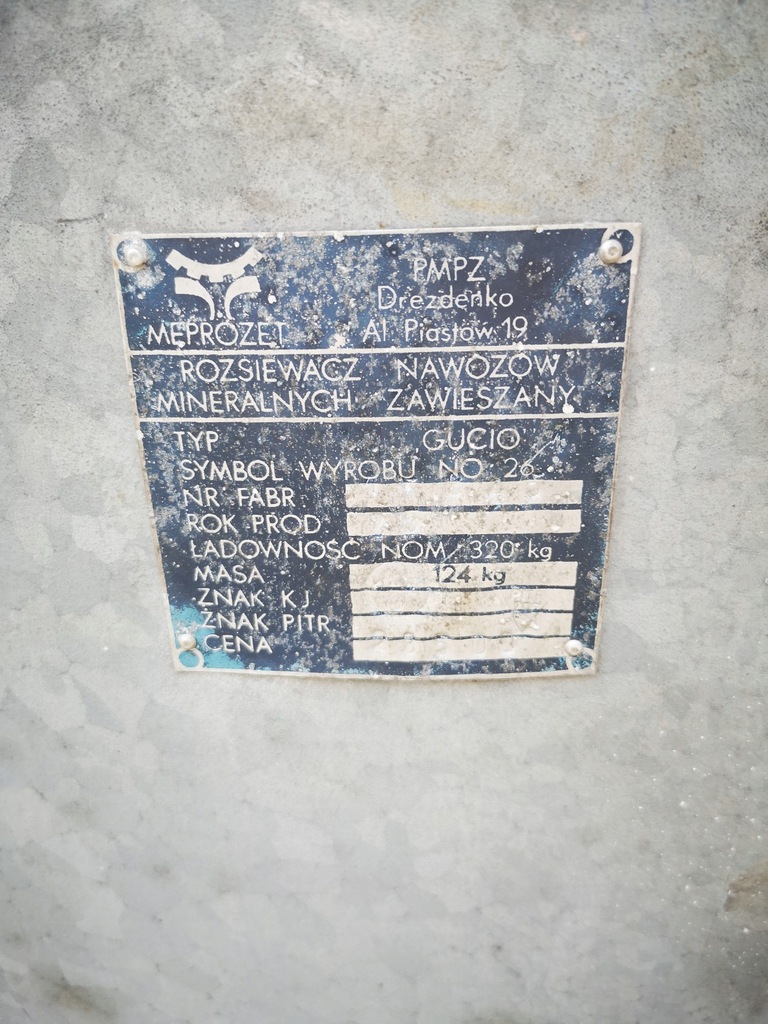 PMPZ
Drezdenko
MEPROZET Al Piastów 19
ROZSIEWACZ NAWOZÓW
MINERALNYCH ZAWIESZANY
TYP GUCIO
SYMBOL WYROBU NO 26
NR FABR
ROK PROD
ŁADOWNOŚĆ NOM 320 kg
MASA 124 kg
ZNAK KJ
ZNAK PITR
CENA